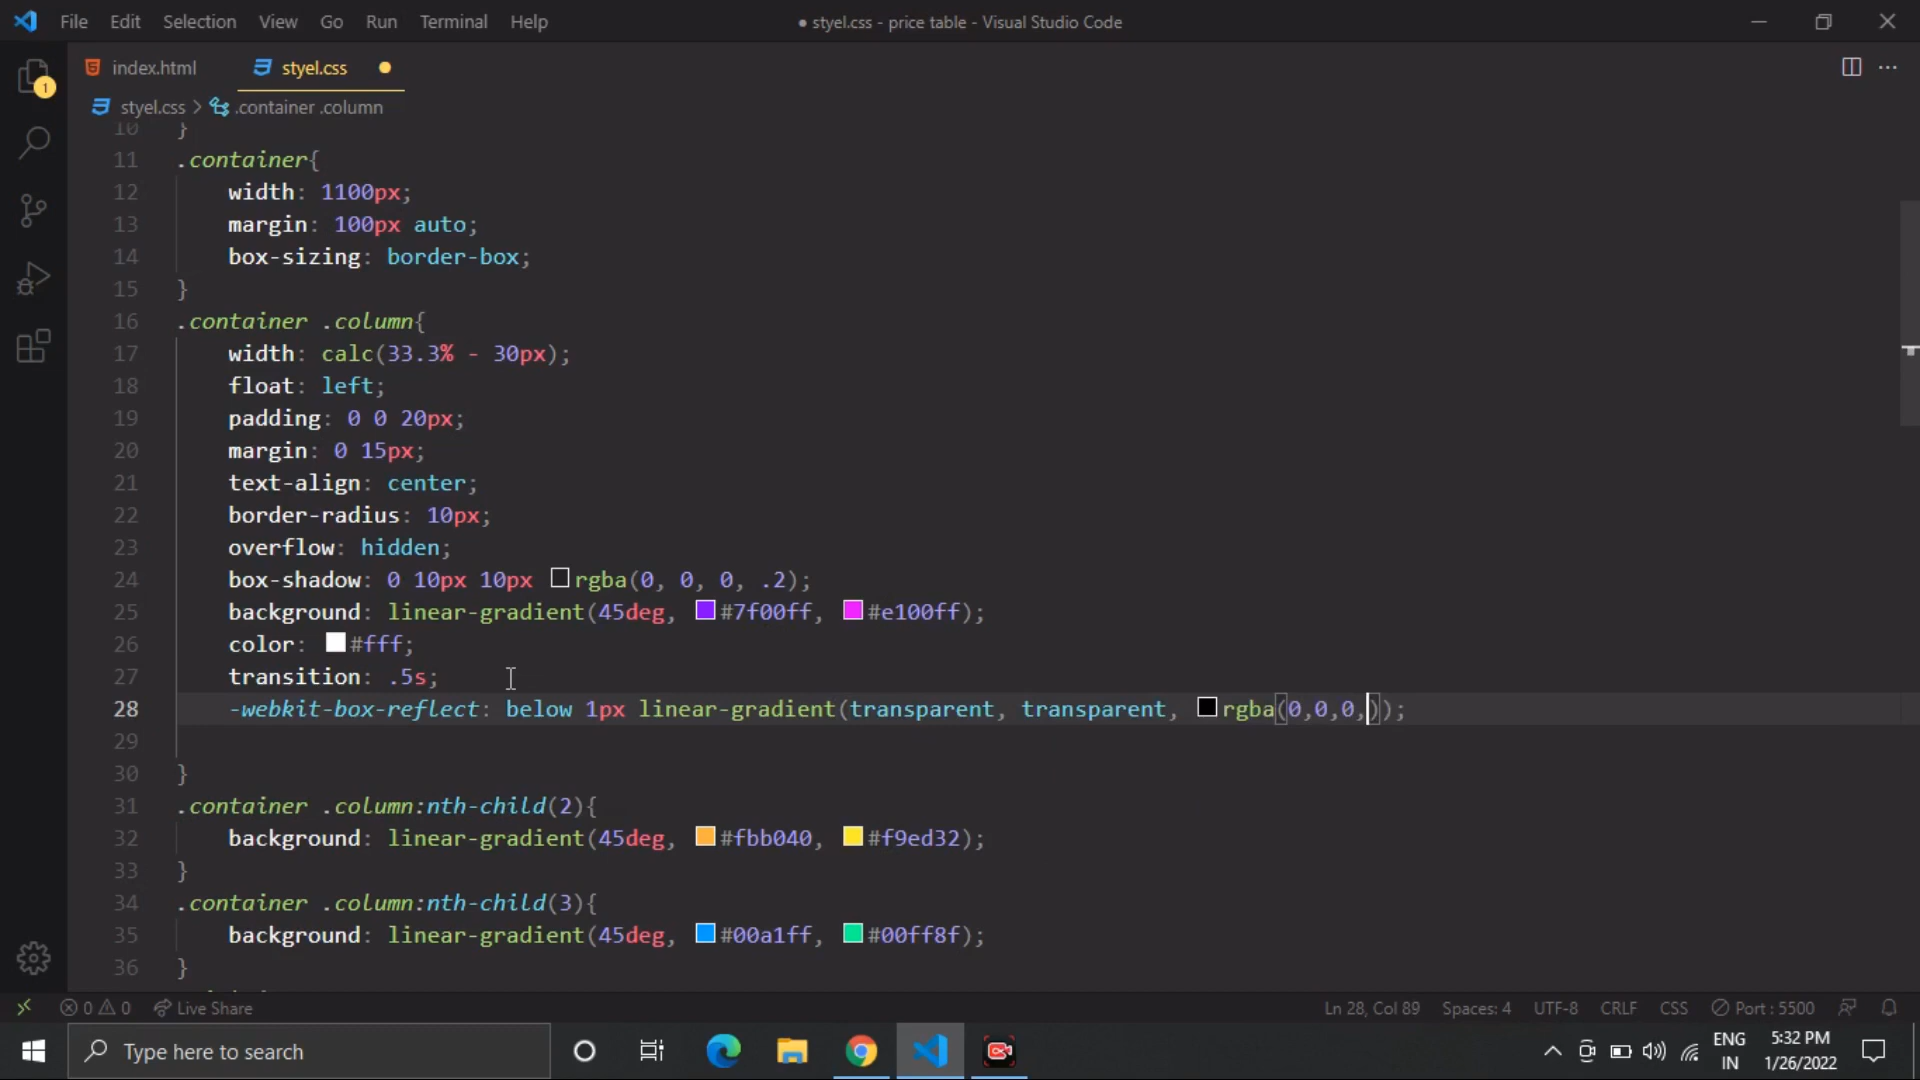 File Edit Selection View Go Run Terminal Help
● styel.css - price table - Visual Studio Code
index.html styel.css
styel.css > .container .column
1
10 }
11 .container{
12 width: 1100px;
13 margin: 100px auto;
14 box-sizing: border-box;
15 }
16 .container .column{
17 width: calc(33.3% - 30px);
18 float: left;
19 padding: 0 0 20px;
20 margin: 0 15px;
21 text-align: center;
22 border-radius: 10px;
23 overflow: hidden;
24 box-shadow: 0 10px 10px rgba(0, 0, 0, .2);
25 background: linear-gradient(45deg, #7f00ff, #e100ff);
26 color: #fff;
27 transition: .5s;
28 -webkit-box-reflect: below 1px linear-gradient(transparent, transparent, rgba(0,0,0,));
29
30 }
31 .container .column:nth-child(2){
32 background: linear-gradient(45deg, #fbb040, #f9ed32);
33 }
34 .container .column:nth-child(3){
35 background: linear-gradient(45deg, #00a1ff, #00ff8f);
36 }
0 0 Live Share Ln 28, Col 89 Spaces: 4 UTF-8 CRLF CSS Port : 5500
Type here to search
ENG
IN
5:32 PM
1/26/2022